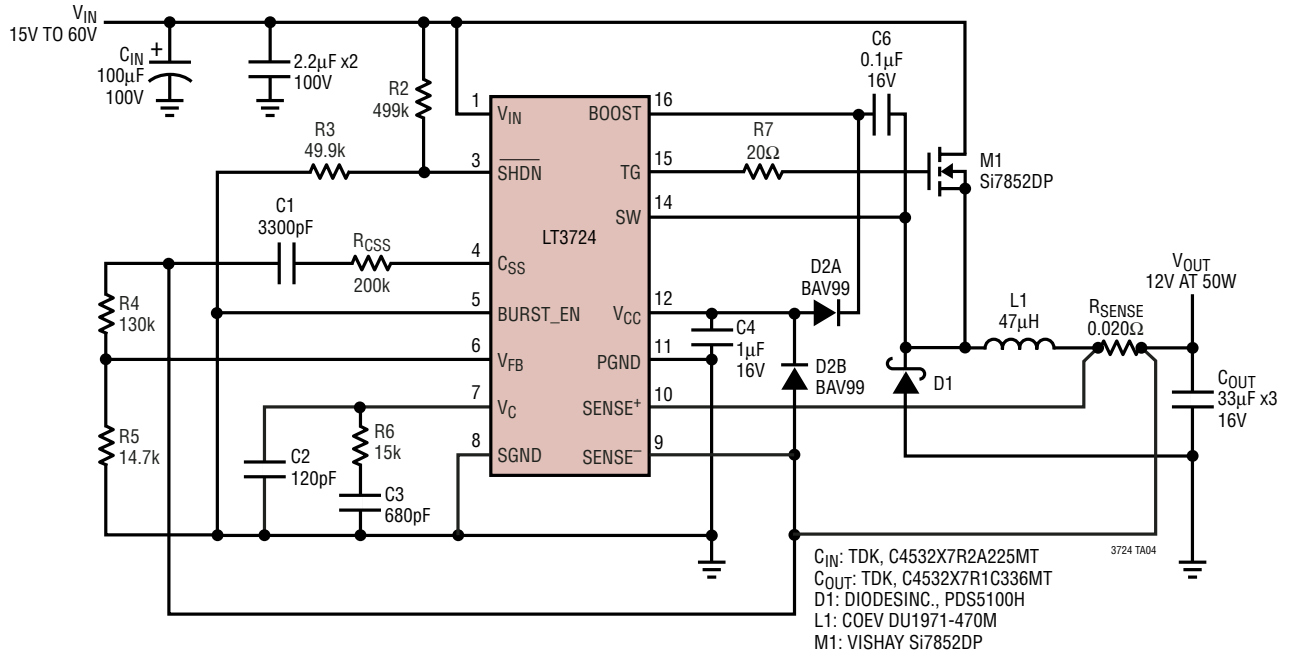 VIN
15V TO 60V
CIN
100µF
100V
+
2.2µF x2
100V
R2
499k
R3
49.9k
C1
3300pF
RCSS
200k
R4
130k
R5
14.7k
C2
120pF
R6
15k
C3
680pF
1
3
4
5
6
7
8
VIN
SHDN
CSS
BURST_EN
VFB
VC
SGND
LT3724
BOOST
TG
SW
VCC
PGND
SENSE+
SENSE–
16
15
14
12
11
10
9
C6
0.1µF
16V
R7
20Ω
M1
Si7852DP
D2A
BAV99
C4
1µF
16V
D2B
BAV99
D1
L1
47µH
RSENSE
0.020Ω
VOUT
12V AT 50W
COUT
33µF x3
16V
3724 TA04
CIN: TDK, C4532X7R2A225MT
COUT: TDK, C4532X7R1C336MT
D1: DIODESINC., PDS5100H
L1: COEV DU1971-470M
M1: VISHAY Si7852DP